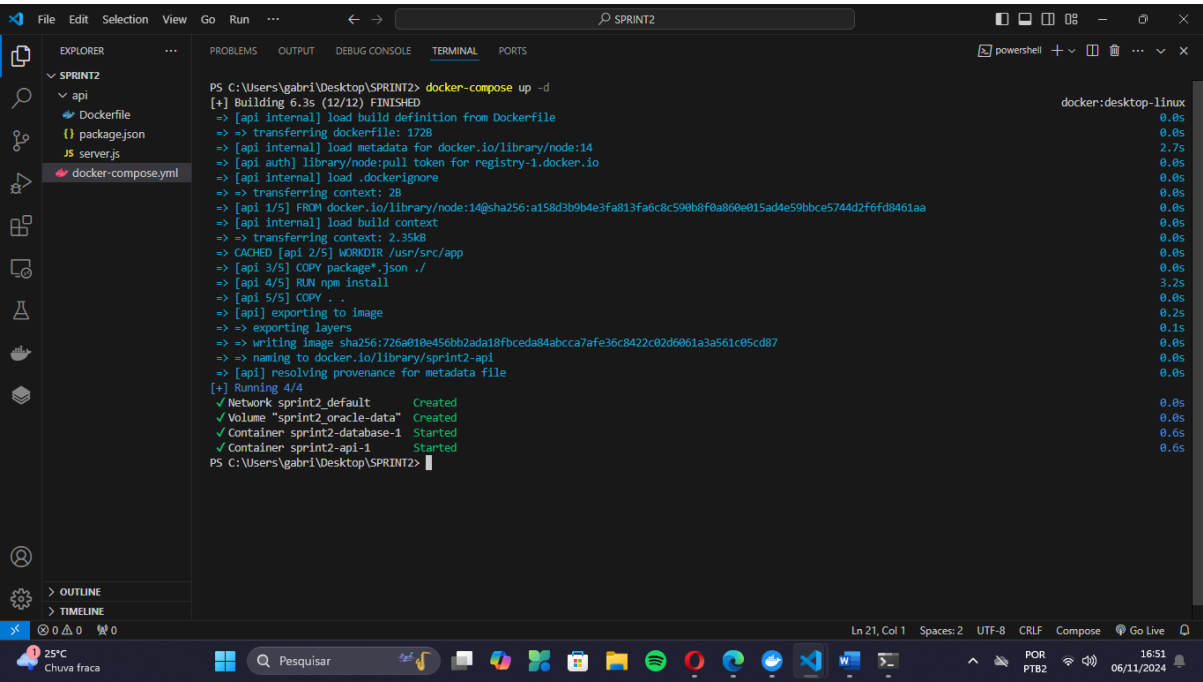 File Edit Selection View Go Run ··· SPRINT2
EXPLORER ···
SPRINT2
api
Dockerfile
{} package.json
JS server.js
docker-compose.yml
OUTLINE
TIMELINE
PROBLEMS OUTPUT DEBUG CONSOLE TERMINAL PORTS powershell
PS C:\Users\gabri\Desktop\SPRINT2> docker-compose up -d
[+] Building 6.3s (12/12) FINISHED docker:desktop-linux
=> [api internal] load build definition from Dockerfile 0.0s
=> => transferring dockerfile: 172B 0.0s
=> [api internal] load metadata for docker.io/library/node:14 2.7s
=> [api auth] library/node:pull token for registry-1.docker.io 0.0s
=> [api internal] load .dockerignore 0.0s
=> => transferring context: 2B 0.0s
=> [api 1/5] FROM docker.io/library/node:14@sha256:a158d3b9b4e3fa813fa6c8c590b8f0a860e015ad4e59bbce5744d2f6fd8461aa 0.0s
=> [api internal] load build context 0.0s
=> => transferring context: 2.35kB 0.0s
=> CACHED [api 2/5] WORKDIR /usr/src/app 0.0s
=> [api 3/5] COPY package*.json ./ 0.0s
=> [api 4/5] RUN npm install 3.2s
=> [api 5/5] COPY . . 0.0s
=> [api] exporting to image 0.2s
=> => exporting layers 0.1s
=> => writing image sha256:726a010e456bb2ada18fbceda84abcca7afe36c8422c02d6061a3a561c05cd87 0.0s
=> => naming to docker.io/library/sprint2-api 0.0s
=> [api] resolving provenance for metadata file 0.0s
[+] Running 4/4
✓ Network sprint2_default Created 0.0s
✓ Volume "sprint2_oracle-data" Created 0.0s
✓ Container sprint2-database-1 Started 0.6s
✓ Container sprint2-api-1 Started 0.6s
PS C:\Users\gabri\Desktop\SPRINT2>
0 0 0 Ln 21, Col 1 Spaces: 2 UTF-8 CRLF Compose Go Live
1 25°C
Chuva fraca
Pesquisar
POR
PTB2
16:51
06/11/2024